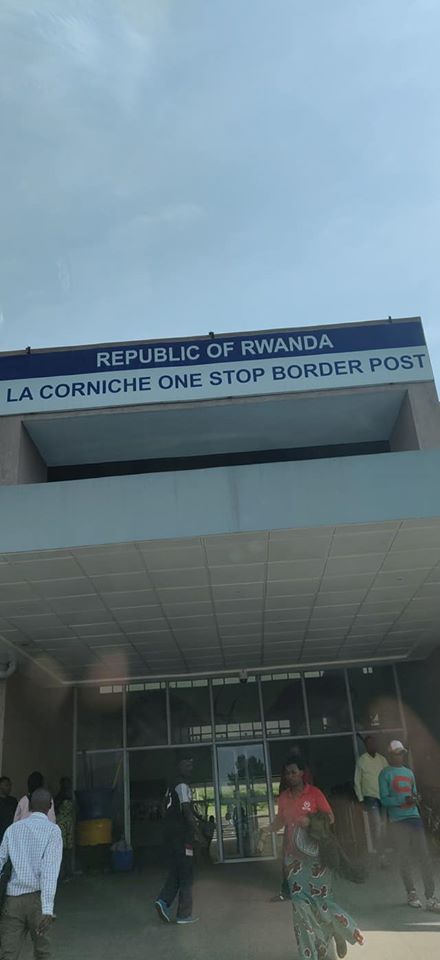 REPUBLIC OF RWANDA
LA CORNICHE ONE STOP BORDER POST